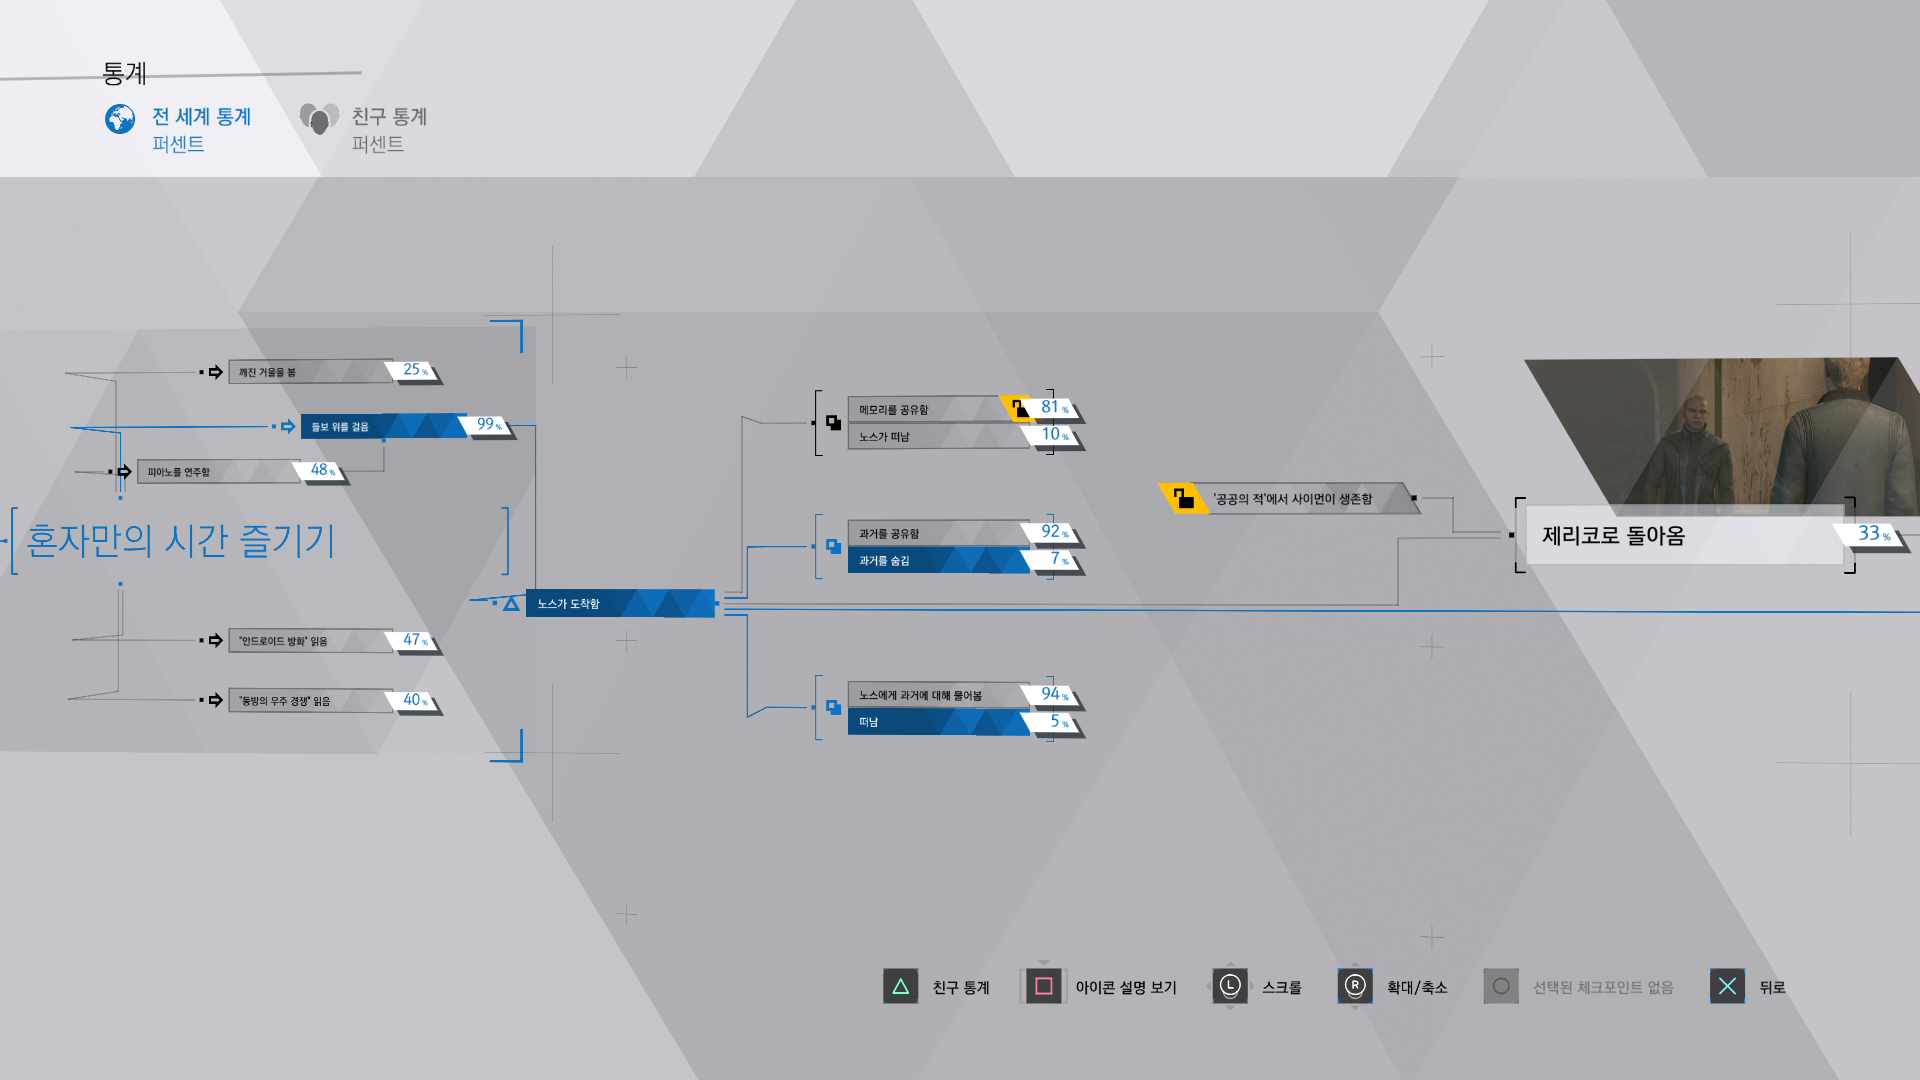 통계
전 세계 통계
퍼센트
친구 통계
퍼센트
깨진 거울을 봄
25%
들보 위를 걸음
99%
피아노를 연주함
48%
혼자만의 시간 즐기기
"안드로이드 방화" 읽음
47%
"동방의 우주 경쟁" 읽음
40%
노스가 도착함
메모리를 공유함
81%
노스가 떠남
10%
과거를 공유함
92%
과거를 숨김
7%
노스에게 과거에 대해 물어봄
94%
떠남
5%
'공공의 적'에서 사이먼이 생존함
제리코로 돌아옴
33%
친구 통계
아이콘 설명 보기
L
스크롤
R
확대/축소
선택된 체크포인트 없음
뒤로